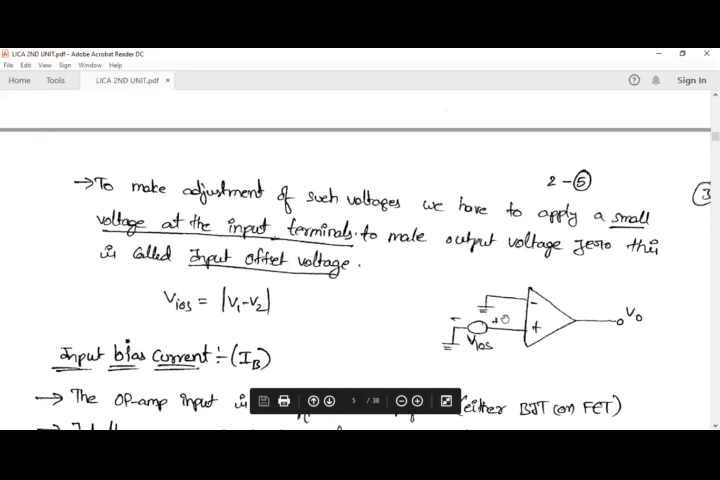 LICA 2ND UNIT.pdf - Adobe Acrobat Reader DC
File Edit View Sign Window Help
Home Tools LICA 2ND UNIT.pdf × Sign In
2-⑤
→ To make adjustment of such voltages we have to apply a small
voltage at the input terminals. to make output voltage zero this
is called Input offset voltage.
Vios = |V1-V2|
- + Vios
- +
Vo
Input bias current ÷ (IB)
5 / 38
→ The OP-amp input is (either BJT (or) FET)